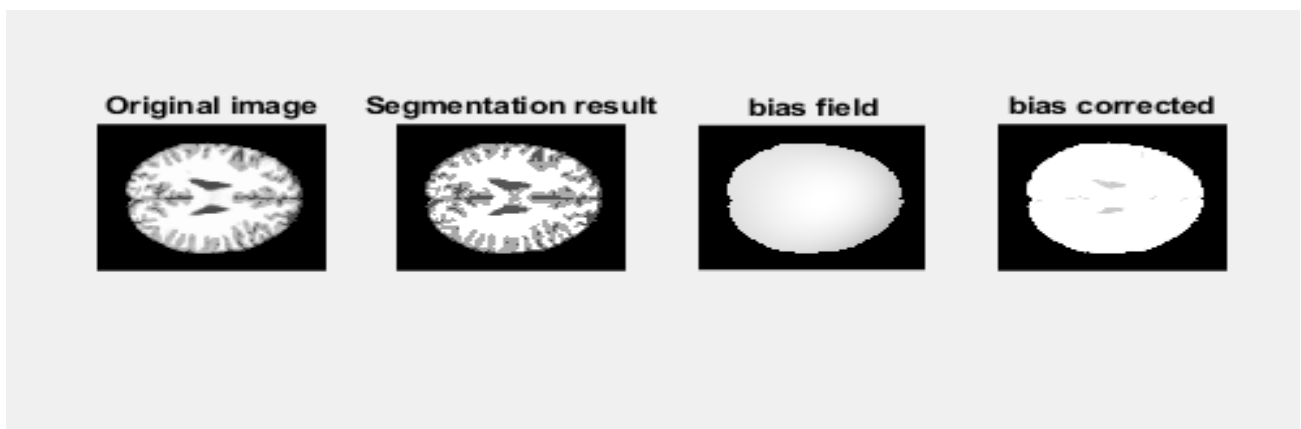 Original image
Segmentation result
bias field
bias corrected